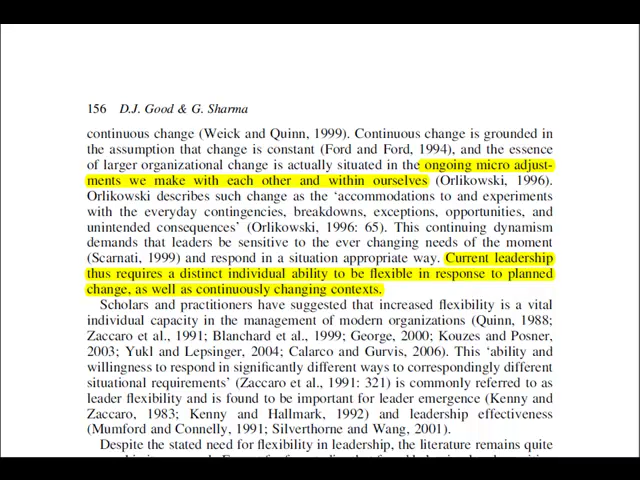 156 D.J. Good & G. Sharma
continuous change (Weick and Quinn, 1999). Continuous change is grounded in
the assumption that change is constant (Ford and Ford, 1994), and the essence
of larger organizational change is actually situated in the ongoing micro adjust-
ments we make with each other and within ourselves (Orlikowski, 1996).
Orlikowski describes such change as the ‘accommodations to and experiments
with the everyday contingencies, breakdowns, exceptions, opportunities, and
unintended consequences’ (Orlikowski, 1996: 65). This continuing dynamism
demands that leaders be sensitive to the ever changing needs of the moment
(Scarnati, 1999) and respond in a situation appropriate way. Current leadership
thus requires a distinct individual ability to be flexible in response to planned
change, as well as continuously changing contexts.
Scholars and practitioners have suggested that increased flexibility is a vital
individual capacity in the management of modern organizations (Quinn, 1988;
Zaccaro et al., 1991; Blanchard et al., 1999; George, 2000; Kouzes and Posner,
2003; Yukl and Lepsinger, 2004; Calarco and Gurvis, 2006). This ‘ability and
willingness to respond in significantly different ways to correspondingly different
situational requirements’ (Zaccaro et al., 1991: 321) is commonly referred to as
leader flexibility and is found to be important for leader emergence (Kenny and
Zaccaro, 1983; Kenny and Hallmark, 1992) and leadership effectiveness
(Mumford and Connelly, 1991; Silverthorne and Wang, 2001).
Despite the stated need for flexibility in leadership, the literature remains quite